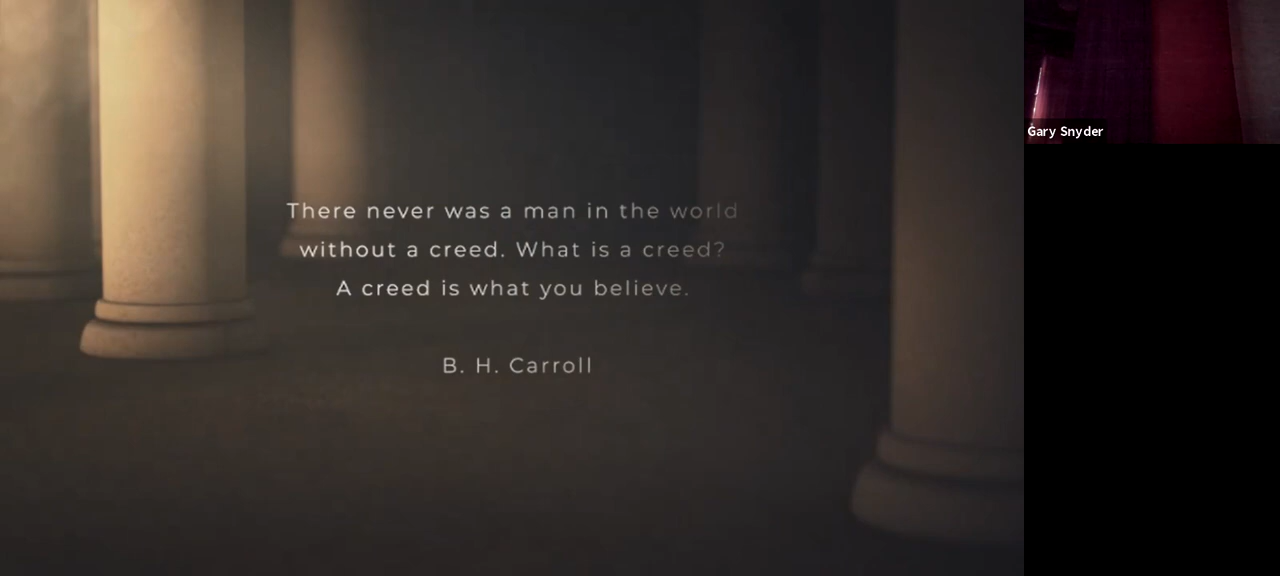 There never was a man in the world
without a creed. What is a creed?
A creed is what you believe.
B. H. Carroll
Gary Snyder